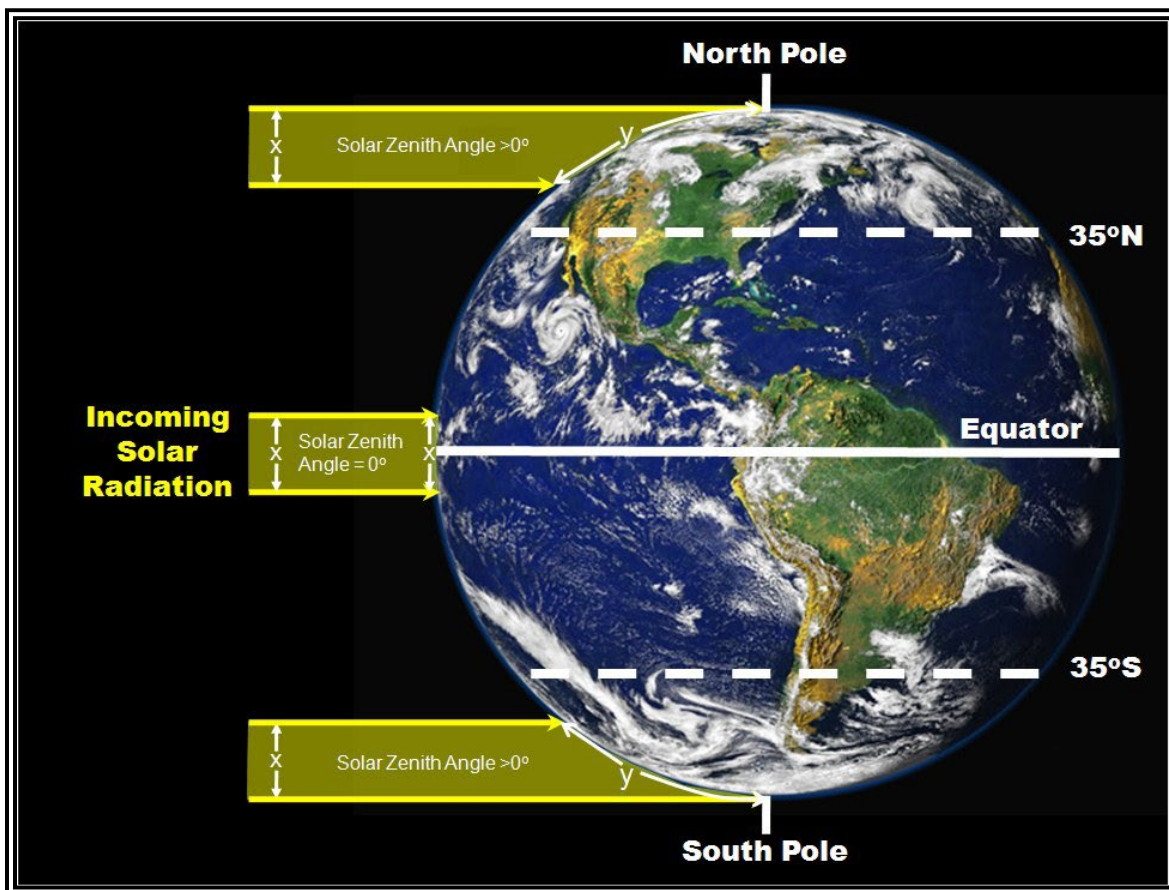 North Pole
x
Solar Zenith Angle >0º
y
35ºN
Incoming
Solar
Radiation
x
Solar Zenith
Angle = 0º
x
Equator
35ºS
x
Solar Zenith Angle >0º
y
South Pole